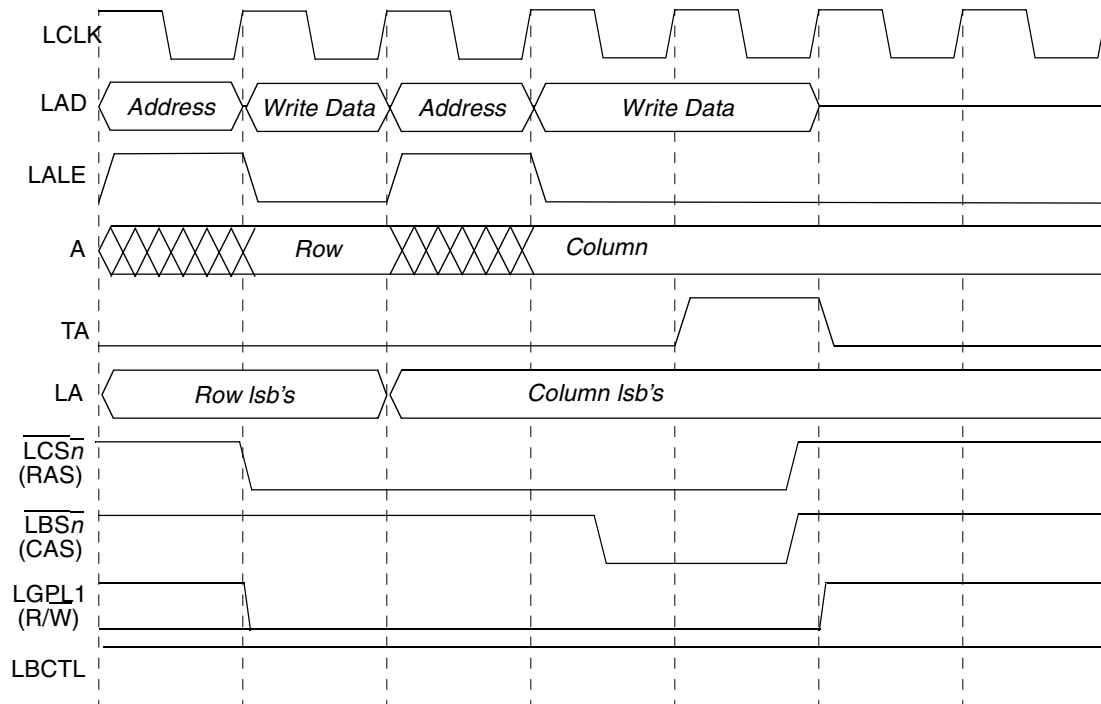 LCLK
LAD Address Write Data Address Write Data
LALE
A Row Column
TA
LA Row lsb's Column lsb's
LCSn
(RAS)
LBSn
(CAS)
LGPL1
(R/W)
LBCTL